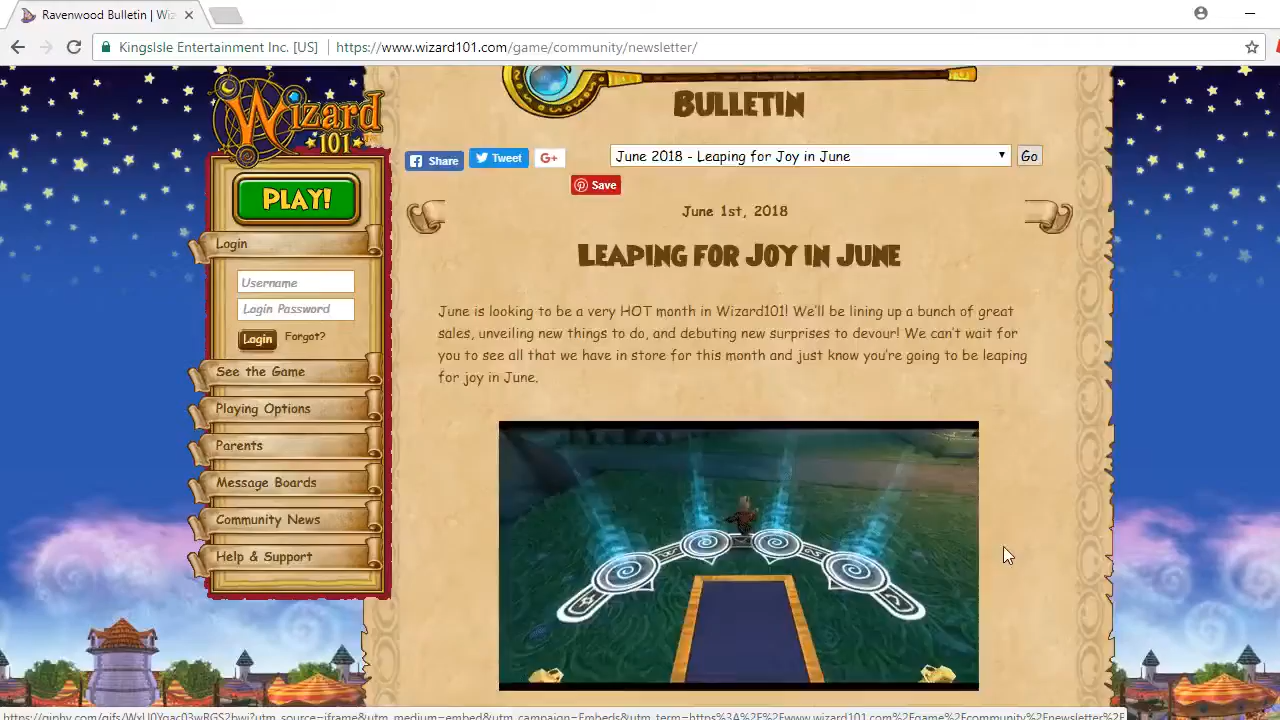 Ravenwood Bulletin | Wiz
KingsIsle Entertainment Inc. [US] | https://www.wizard101.com/game/community/newsletter/
Wizard
101
PLAY!
Login
Username
Login Password
Login Forgot?
See the Game
Playing Options
Parents
Message Boards
Community News
Help & Support
BULLETIN
Share Tweet G+
June 2018 - Leaping for Joy in June Go
Save
June 1st, 2018
LEAPING FOR JOY IN JUNE
June is looking to be a very HOT month in Wizard101! We'll be lining up a bunch of great
sales, unveiling new things to do, and debuting new surprises to devour! We can't wait for
you to see all that we have in store for this month and just know you're going to be leaping
for joy in June.